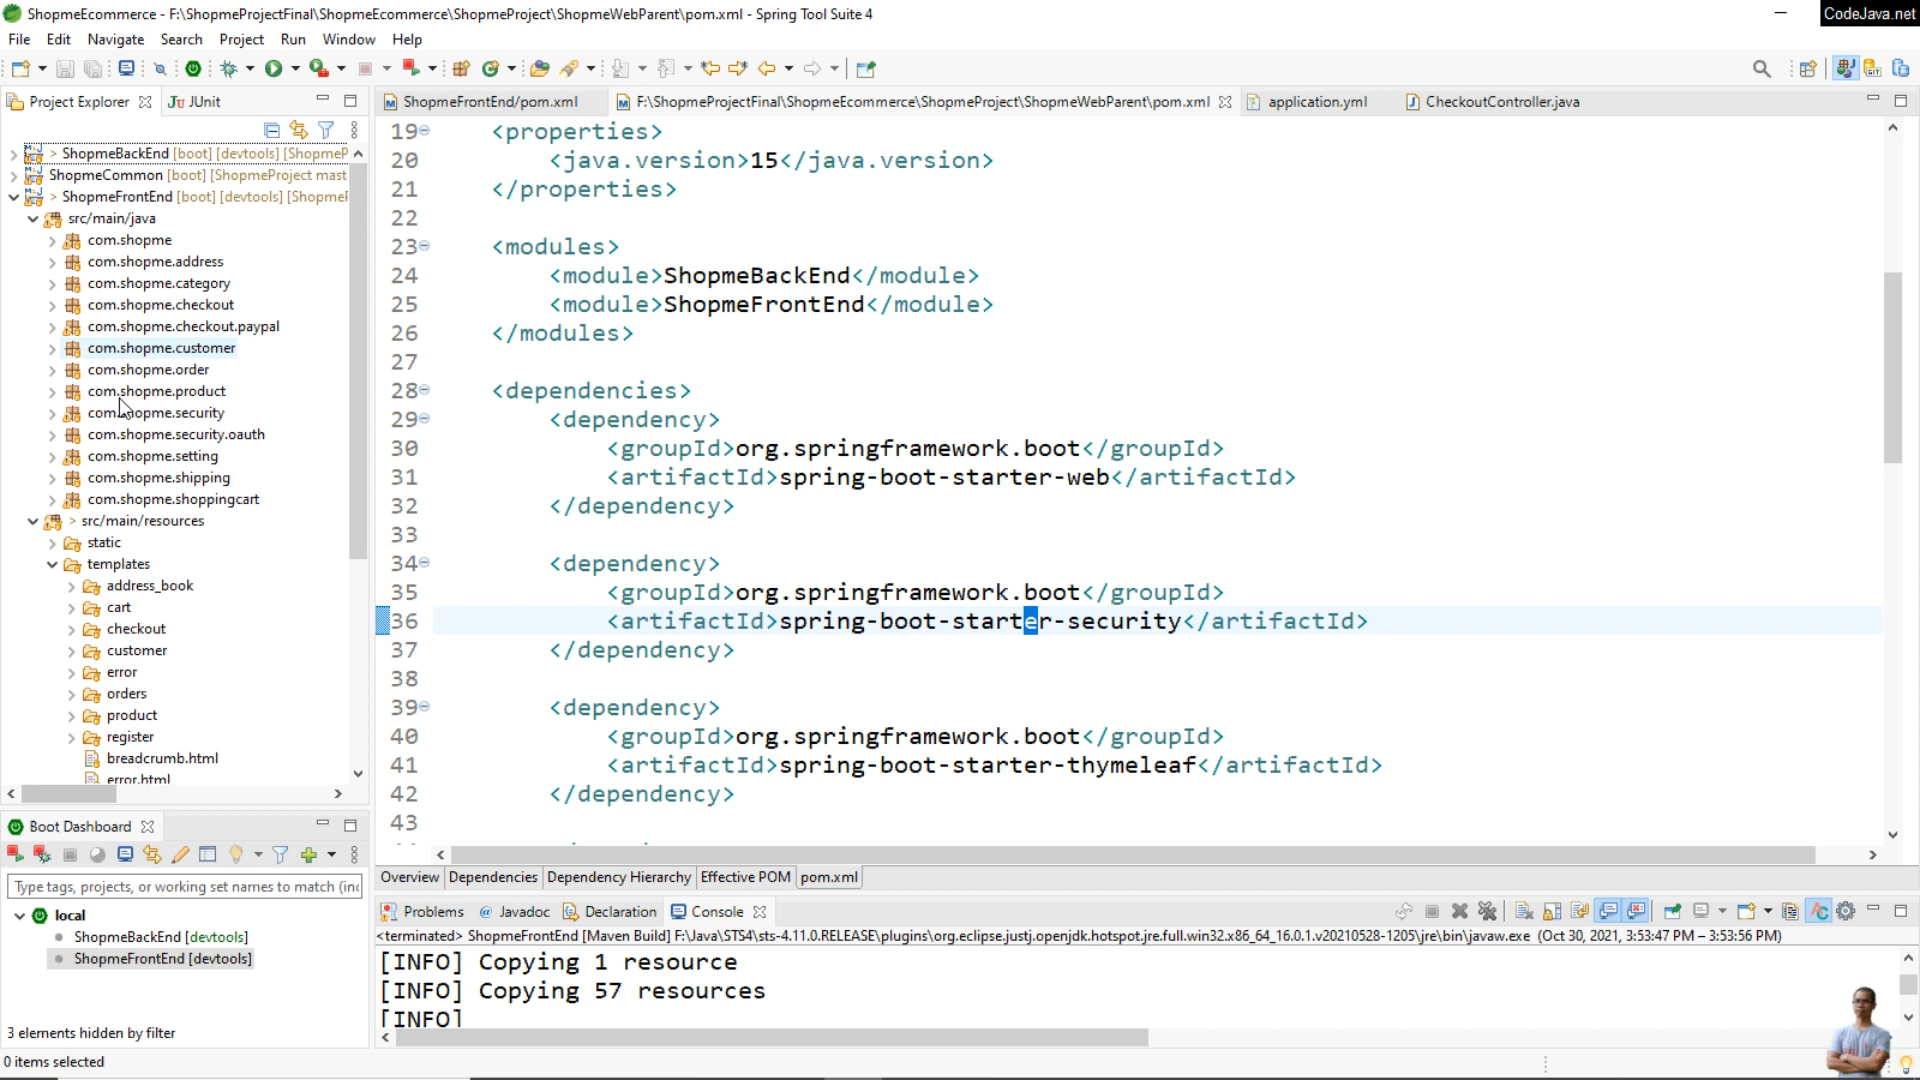 ShopmeEcommerce - F:\ShopmeProjectFinal\ShopmeEcommerce\ShopmeProject\ShopmeWebParent\pom.xml - Spring Tool Suite 4
CodeJava.net
File Edit Navigate Search Project Run Window Help
Project Explorer
JUnit
> ShopmeBackEnd [boot] [devtools] [ShopmeP
ShopmeCommon [boot] [ShopmeProject mast
> ShopmeFrontEnd [boot] [devtools] [Shopme
src/main/java
com.shopme
com.shopme.address
com.shopme.category
com.shopme.checkout
com.shopme.checkout.paypal
com.shopme.customer
com.shopme.order
com.shopme.product
com.shopme.security
com.shopme.security.oauth
com.shopme.setting
com.shopme.shipping
com.shopme.shoppingcart
> src/main/resources
static
templates
address_book
cart
checkout
customer
error
orders
product
register
breadcrumb.html
error.html
Boot Dashboard
Type tags, projects, or working set names to match (inc
local
ShopmeBackEnd [devtools]
ShopmeFrontEnd [devtools]
3 elements hidden by filter
0 items selected
ShopmeFrontEnd/pom.xml
F:\ShopmeProjectFinal\ShopmeEcommerce\ShopmeProject\ShopmeWebParent\pom.xml
application.yml
CheckoutController.java
19 <properties>
20 <java.version>15</java.version>
21 </properties>
22
23 <modules>
24 <module>ShopmeBackEnd</module>
25 <module>ShopmeFrontEnd</module>
26 </modules>
27
28 <dependencies>
29 <dependency>
30 <groupId>org.springframework.boot</groupId>
31 <artifactId>spring-boot-starter-web</artifactId>
32 </dependency>
33
34 <dependency>
35 <groupId>org.springframework.boot</groupId>
36 <artifactId>spring-boot-starter-security</artifactId>
37 </dependency>
38
39 <dependency>
40 <groupId>org.springframework.boot</groupId>
41 <artifactId>spring-boot-starter-thymeleaf</artifactId>
42 </dependency>
43
Overview Dependencies Dependency Hierarchy Effective POM pom.xml
Problems @ Javadoc Declaration Console
<terminated> ShopmeFrontEnd [Maven Build] F:\Java\STS4\sts-4.11.0.RELEASE\plugins\org.eclipse.justj.openjdk.hotspot.jre.full.win32.x86_64_16.0.1.v20210528-1205\jre\bin\javaw.exe (Oct 30, 2021, 3:53:47 PM – 3:53:56 PM)
[INFO] Copying 1 resource
[INFO] Copying 57 resources
[INFO]